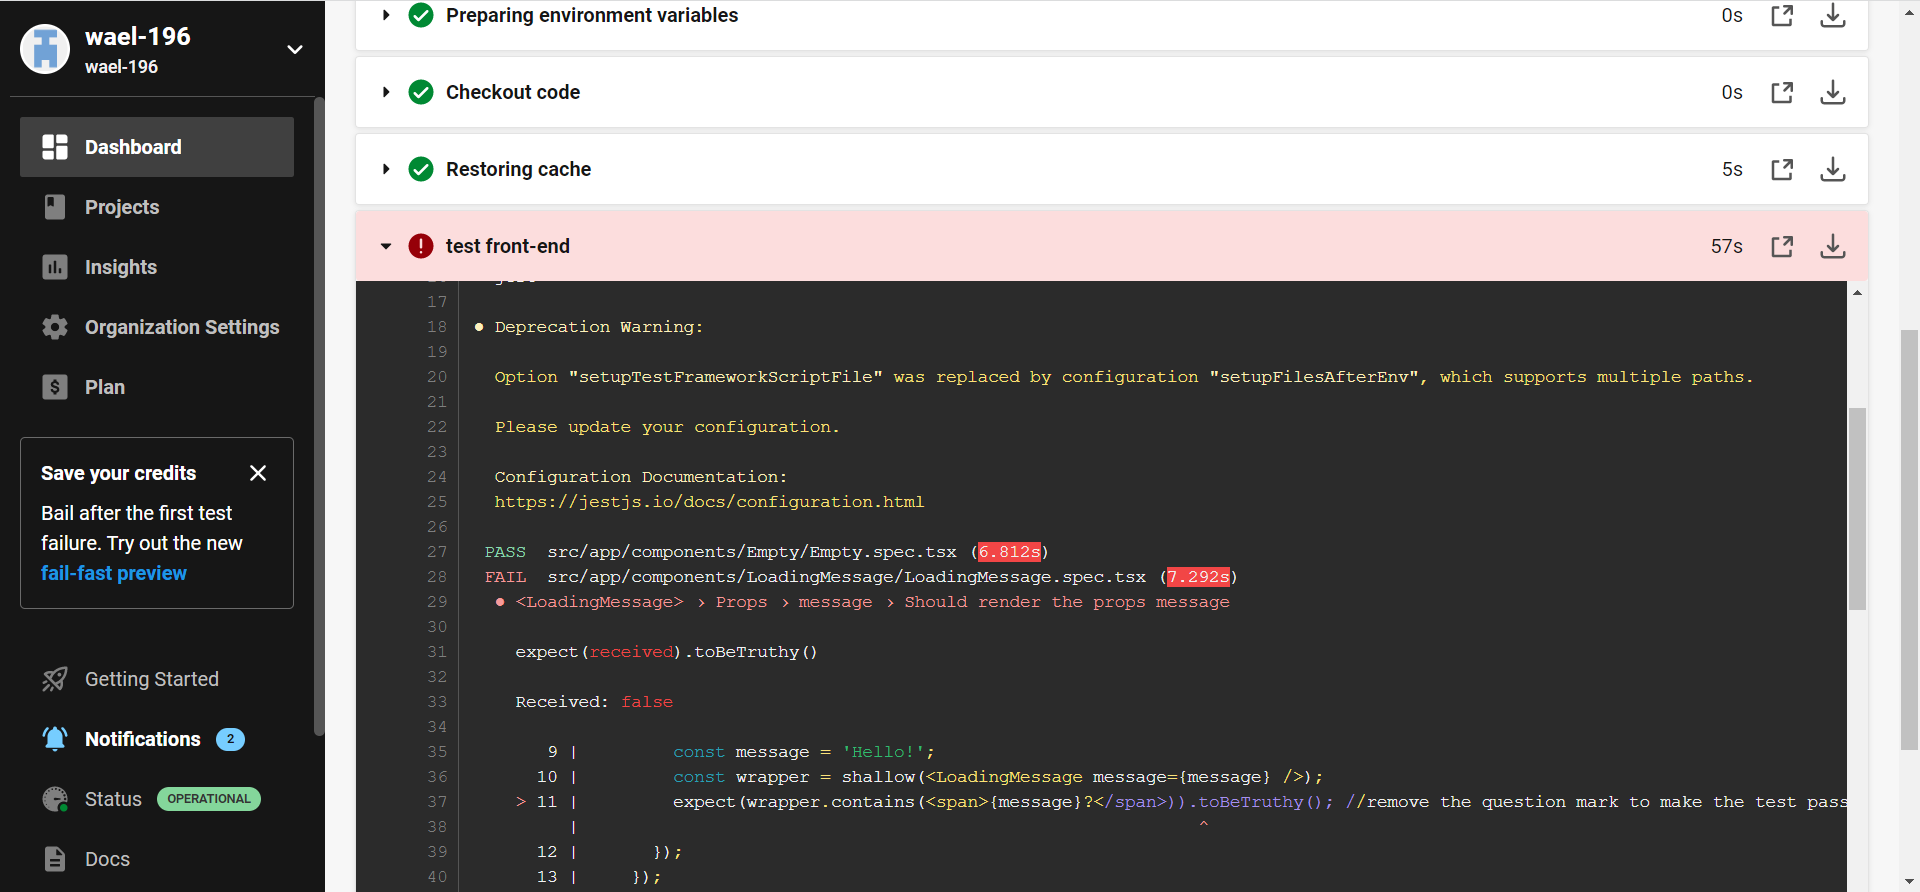 wael-196
wael-196
Dashboard
Projects
Insights
Organization Settings
Plan
Save your credits
Bail after the first test
failure. Try out the new
fail-fast preview
Getting Started
Notifications 2
Status OPERATIONAL
Docs
Preparing environment variables 0s
Checkout code 0s
Restoring cache 5s
test front-end 57s
17
18 ● Deprecation Warning:
19
20 Option "setupTestFrameworkScriptFile" was replaced by configuration "setupFilesAfterEnv", which supports multiple paths.
21
22 Please update your configuration.
23
24 Configuration Documentation:
25 https://jestjs.io/docs/configuration.html
26
27 PASS src/app/components/Empty/Empty.spec.tsx (6.812s)
28 FAIL src/app/components/LoadingMessage/LoadingMessage.spec.tsx (7.292s)
29 ● <LoadingMessage> › Props › message › Should render the props message
30
31 expect(received).toBeTruthy()
32
33 Received: false
34
35 9 | const message = 'Hello!';
36 10 | const wrapper = shallow(<LoadingMessage message={message} />);
37 > 11 | expect(wrapper.contains(<span>{message}?</span>)).toBeTruthy(); //remove the question mark to make the test pass
38 | ^
39 12 | });
40 13 | });